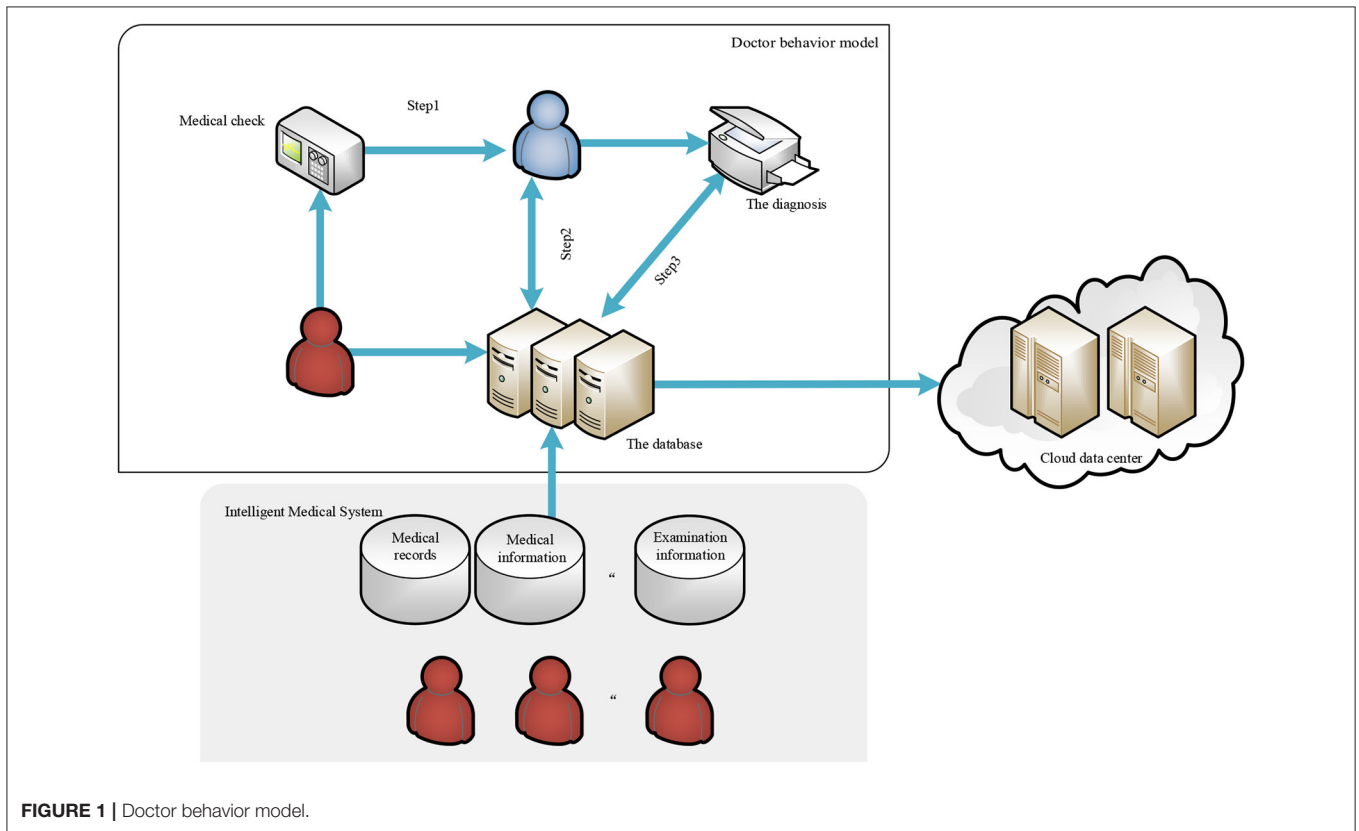 Doctor behavior model
Step1
Medical check
The diagnosis
Step2
Step3
The database
Cloud data center
Intelligent Medical System
Medical
records
Medical
information
“
Examination
information
“
FIGURE 1 | Doctor behavior model.